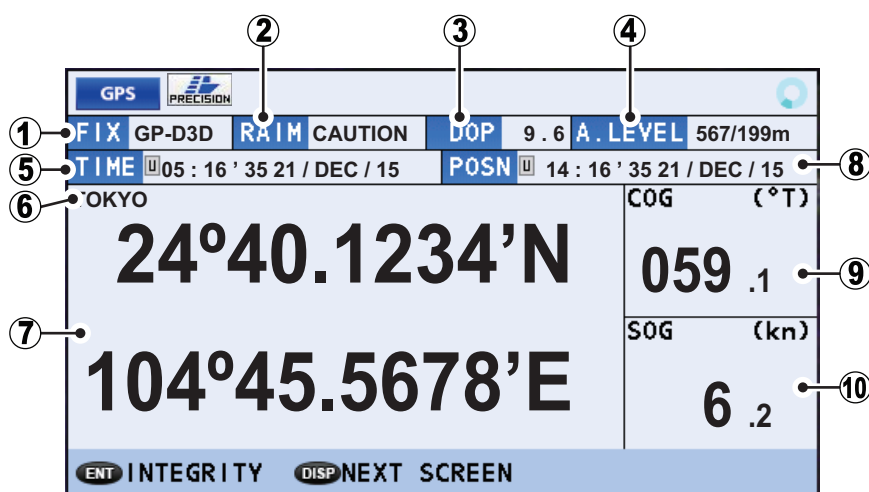 2 3 4
GPS PRECISION
1 FIX GP-D3D RAIM CAUTION DOP 9.6 A.LEVEL 567/199m
5 TIME U 05:16'35 21/DEC/15 POSN U 14:16'35 21/DEC/15 8
6 TOKYO COG (°T)
24º40.1234’N
059.1 9
7
SOG (kn)
104º45.5678’E
6.2 10
ENT INTEGRITY DISP NEXT SCREEN